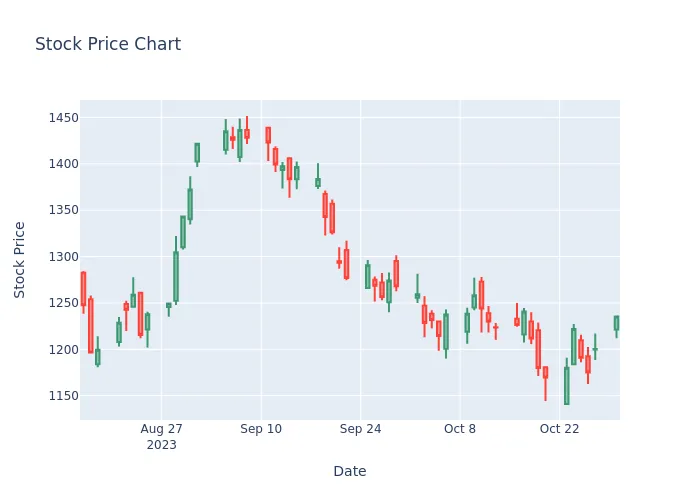 Stock Price Chart
Stock Price
1450
1400
1350
1300
1250
1200
1150
Aug 27
2023
Sep 10
Sep 24
Oct 8
Oct 22
Date